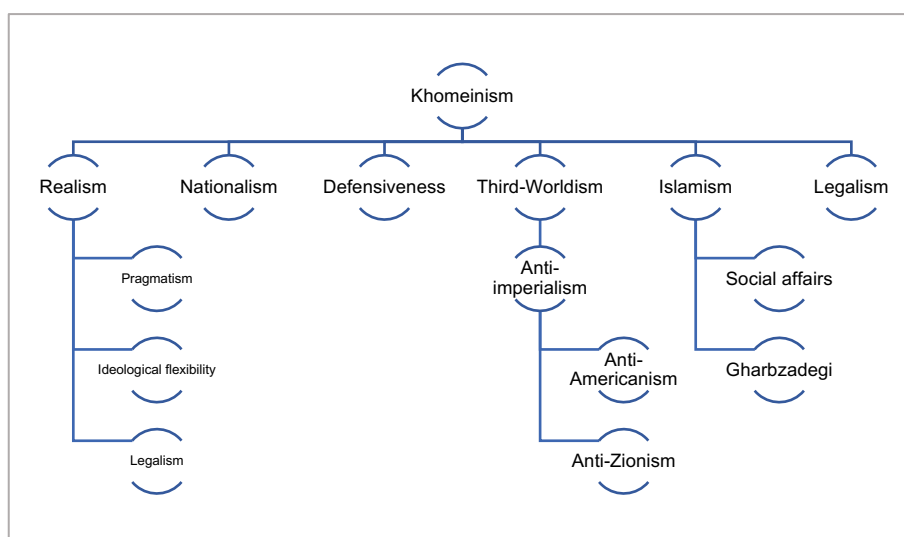 Khomeinism
Realism
Nationalism
Defensiveness
Third-Worldism
Islamism
Legalism
Pragmatism
Anti-
imperialism
Social affairs
Ideological flexibility
Anti-
Americanism
Gharbzadegi
Legalism
Anti-Zionism